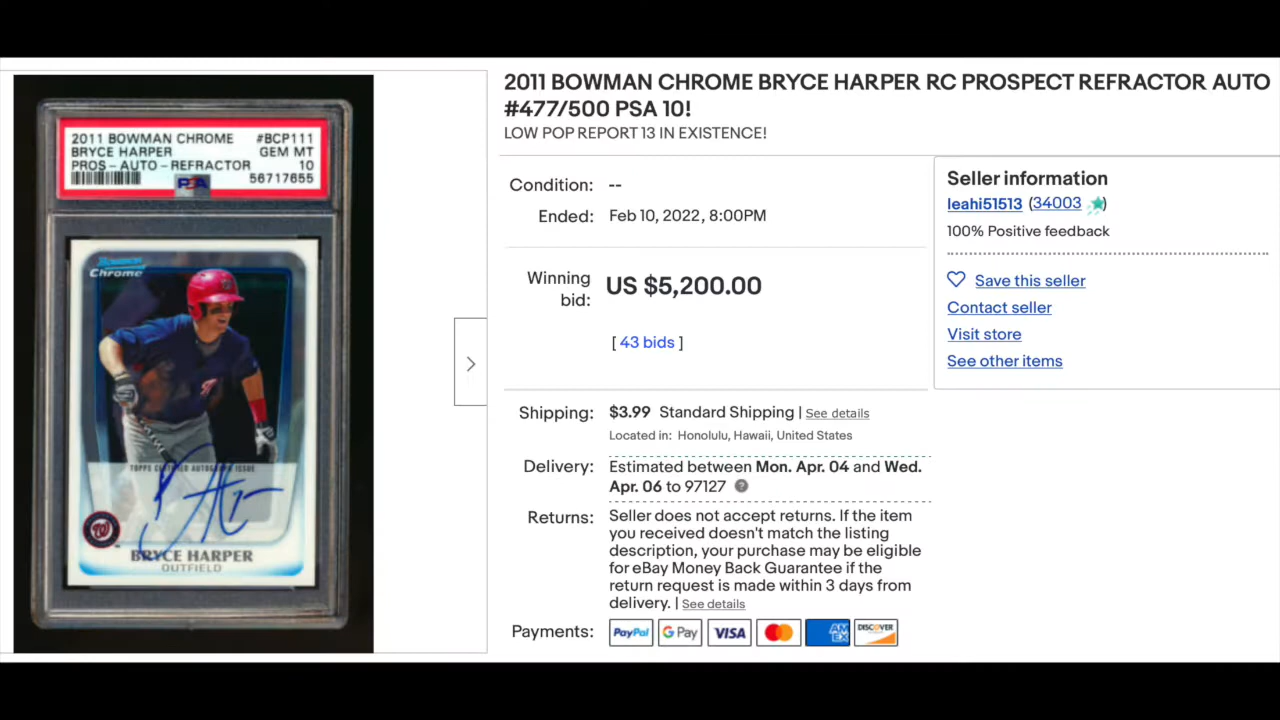 2011 BOWMAN CHROME #BCP111
BRYCE HARPER GEM MT
PROS - AUTO - REFRACTOR 10
PSA 56717655
Bowman
Chrome
TOPPS CERTIFIED AUTOGRAPH ISSUE
W
BRYCE HARPER
OUTFIELD
2011 BOWMAN CHROME BRYCE HARPER RC PROSPECT REFRACTOR AUTO
#477/500 PSA 10!
LOW POP REPORT 13 IN EXISTENCE!
Condition: --
Ended: Feb 10, 2022, 8:00PM
Winning
bid: US $5,200.00
[ 43 bids ]
Shipping: $3.99 Standard Shipping | See details
Located in: Honolulu, Hawaii, United States
Delivery: Estimated between Mon. Apr. 04 and Wed.
Apr. 06 to 97127 ?
Returns: Seller does not accept returns. If the item
you received doesn't match the listing
description, your purchase may be eligible
for eBay Money Back Guarantee if the
return request is made within 3 days from
delivery. | See details
Payments: PayPal G Pay VISA AMEX DISCOVER
Seller information
leahi51513 (34003)
100% Positive feedback
Save this seller
Contact seller
Visit store
See other items